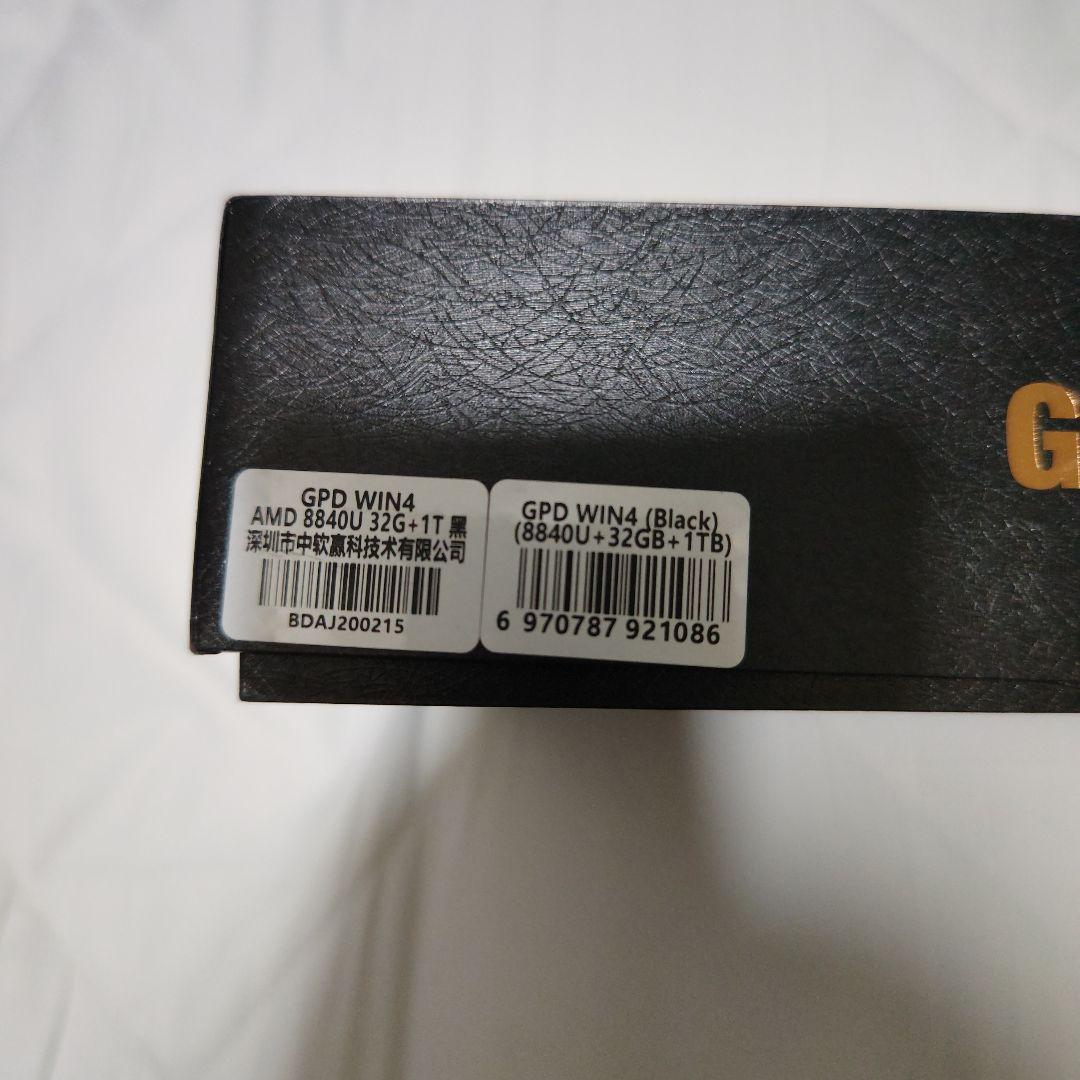 GPD WIN4
AMD 8840U 32G+1T 黑
深圳市中软赢科技术有限公司
BDAJ200215
GPD WIN4 (Black)
(8840U+32GB+1TB)
6 970787 921086
G